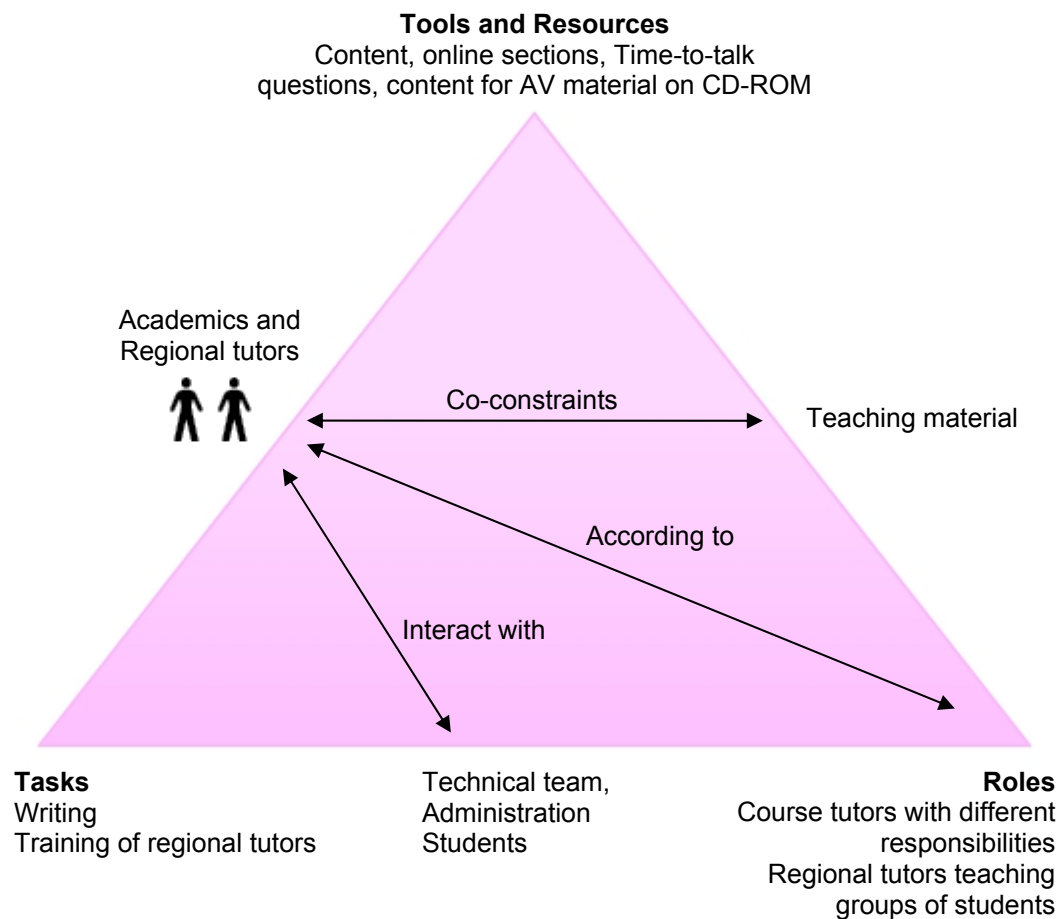 Tools and Resources
Content, online sections, Time-to-talk
questions, content for AV material on CD-ROM
Academics and
Regional tutors
Co-constraints
Teaching material
According to
Interact with
Tasks
Writing
Training of regional tutors
Technical team,
Administration
Students
Roles
Course tutors with different
responsibilities
Regional tutors teaching
groups of students